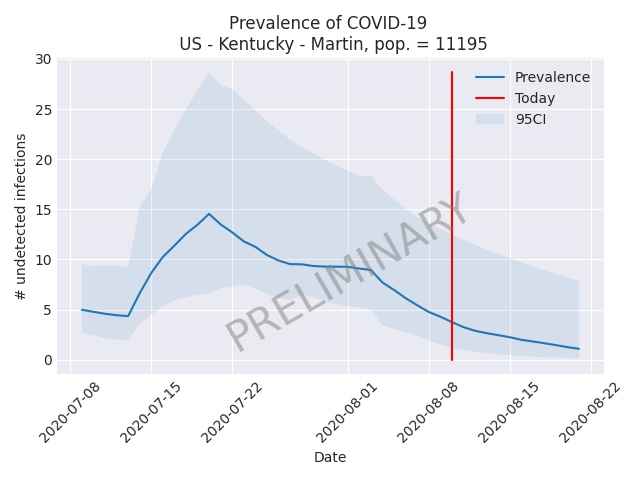 Prevalence of COVID-19
US - Kentucky - Martin, pop. = 11195
# undetected infections
30
25
20
15
10
5
0
Prevalence
Today
95CI
PRELIMINARY
2020-07-08
2020-07-15
2020-07-22
2020-08-01
2020-08-08
2020-08-15
2020-08-22
Date